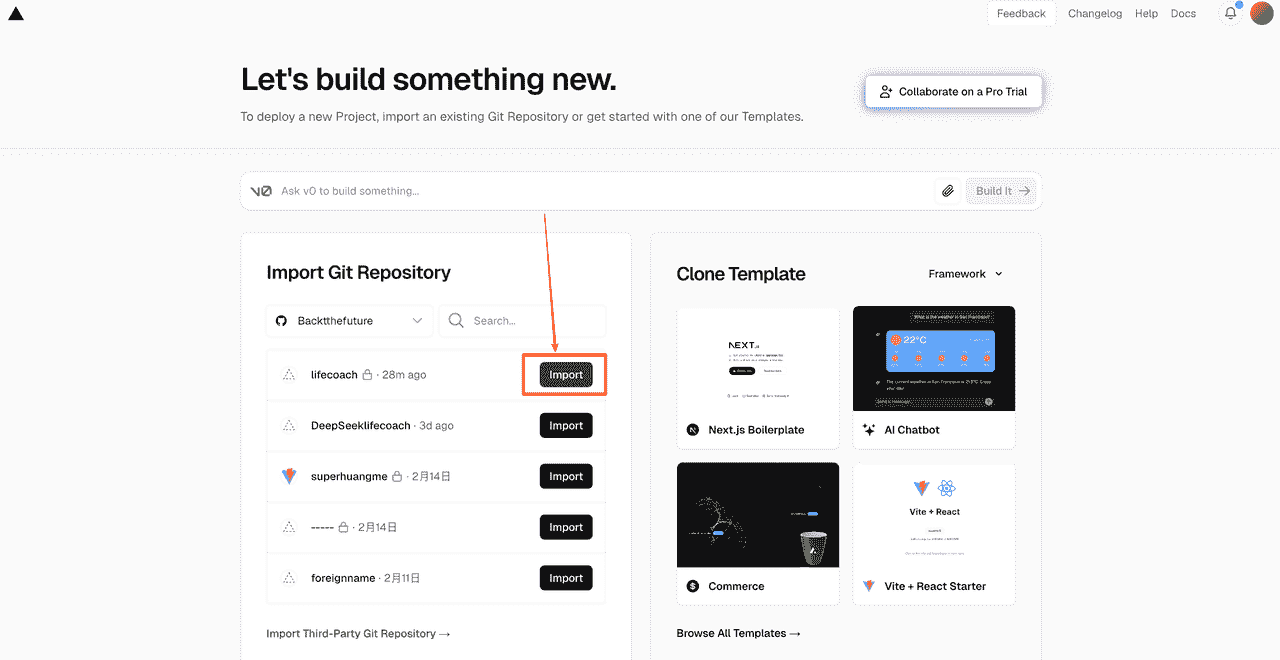 Feedback
Changelog
Help
Docs
Let's build something new.
Collaborate on a Pro Trial
To deploy a new Project, import an existing Git Repository or get started with one of our Templates.
v0 Ask v0 to build something...
Build It →
Import Git Repository
Backtthefuture
Search...
lifecoach · 28m ago
Import
DeepSeeklifecoach · 3d ago
Import
superhuangme · 2月14日
Import
----- · 2月14日
Import
foreignname · 2月11日
Import
Import Third-Party Git Repository →
Clone Template
Framework
NEXT.js
Next.js Boilerplate
22°C
AI Chatbot
Commerce
Vite + React
Vite + React Starter
Browse All Templates →